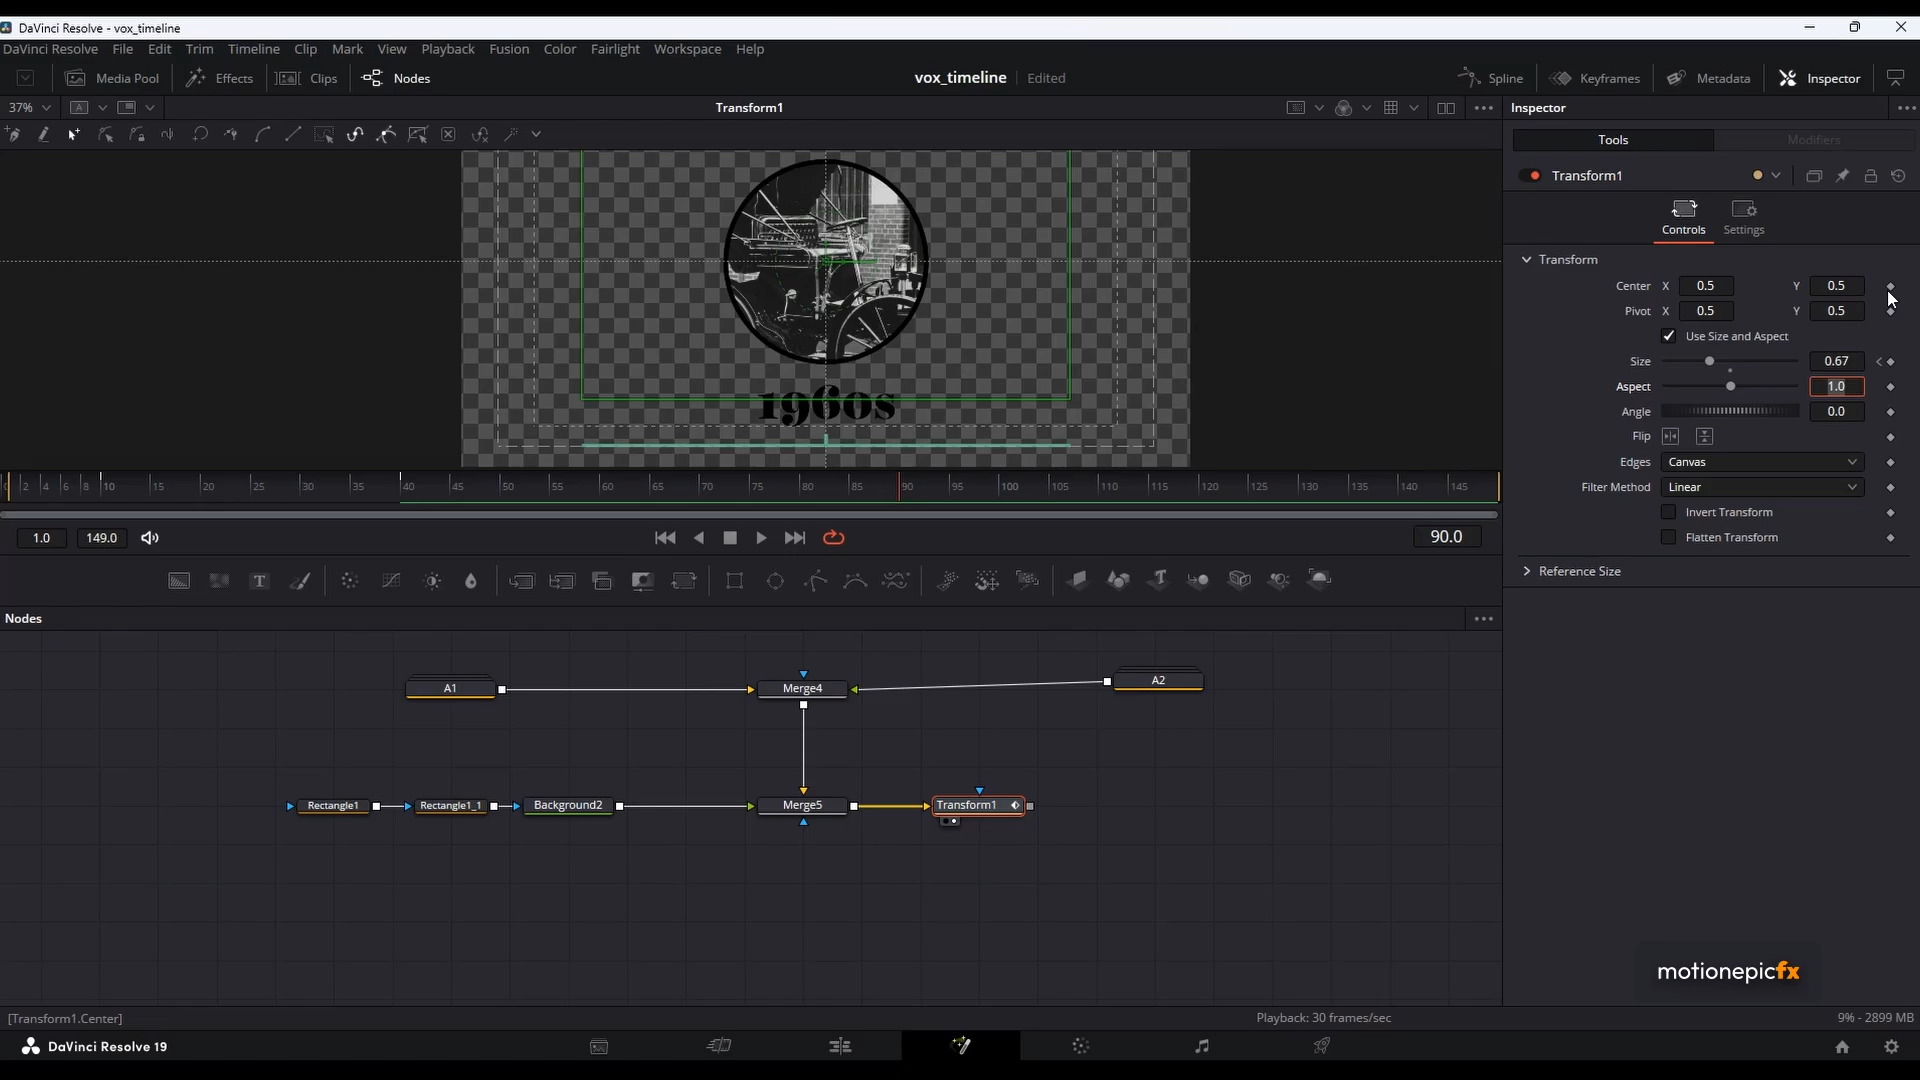 DaVinci Resolve - vox_timeline
DaVinci Resolve File Edit Trim Timeline Clip Mark View Playback Fusion Color Fairlight Workspace Help
Media Pool Effects Clips Nodes vox_timeline Edited Spline Keyframes Metadata Inspector
37% A Transform1 Inspector
Tools Modifiers
Transform1
Controls Settings
Transform
Center X 0.5 Y 0.5
Pivot X 0.5 Y 0.5
Use Size and Aspect
Size 0.67
Aspect 1.0
Angle 0.0
Flip
Edges Canvas
Filter Method Linear
Invert Transform
Flatten Transform
Reference Size
1960s
0 2 4 6 8 10 15 20 25 30 35 40 45 50 55 60 65 70 75 80 85 90 95 100 105 110 115 120 125 130 135 140 145
1.0 149.0 90.0
T T
Nodes
A1 Merge4 A2
Rectangle1 Rectangle1_1 Background2 Merge5 Transform1
motionepicfx
[Transform1.Center] Playback: 30 frames/sec 9% - 2899 MB
DaVinci Resolve 19